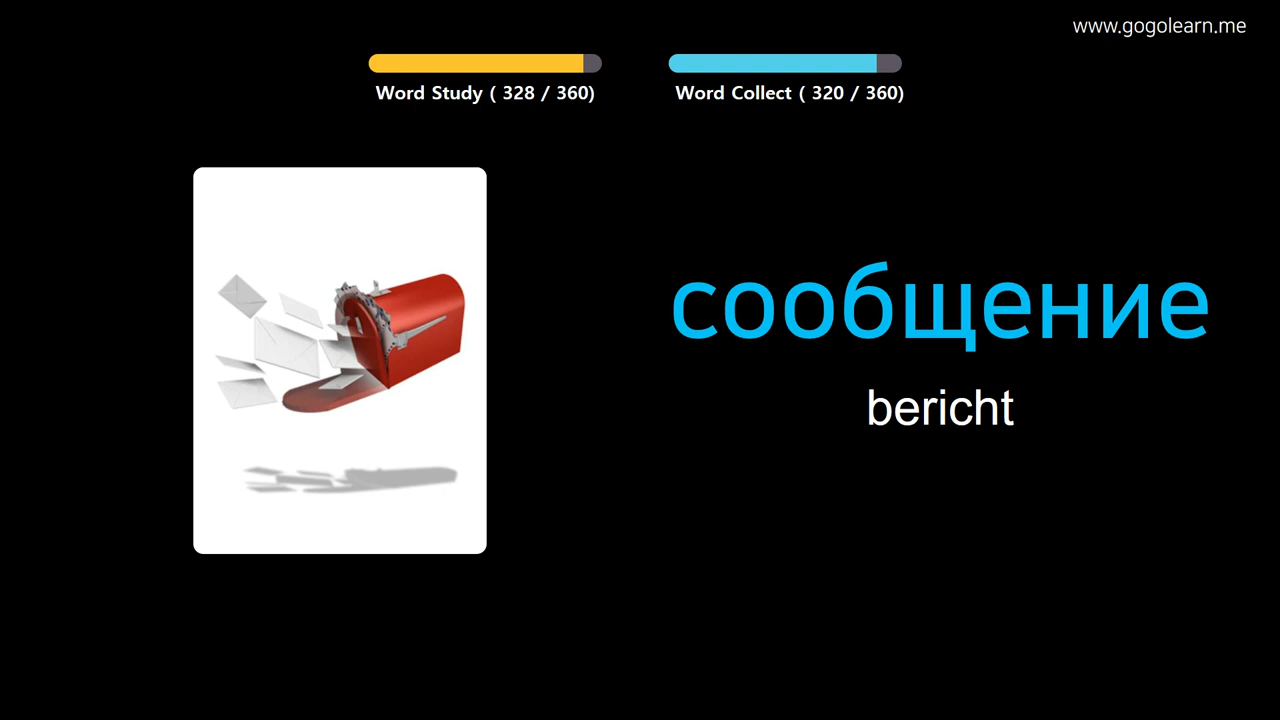 www.gogolearn.me
Word Study ( 328 / 360)
Word Collect ( 320 / 360)
сообщение
bericht